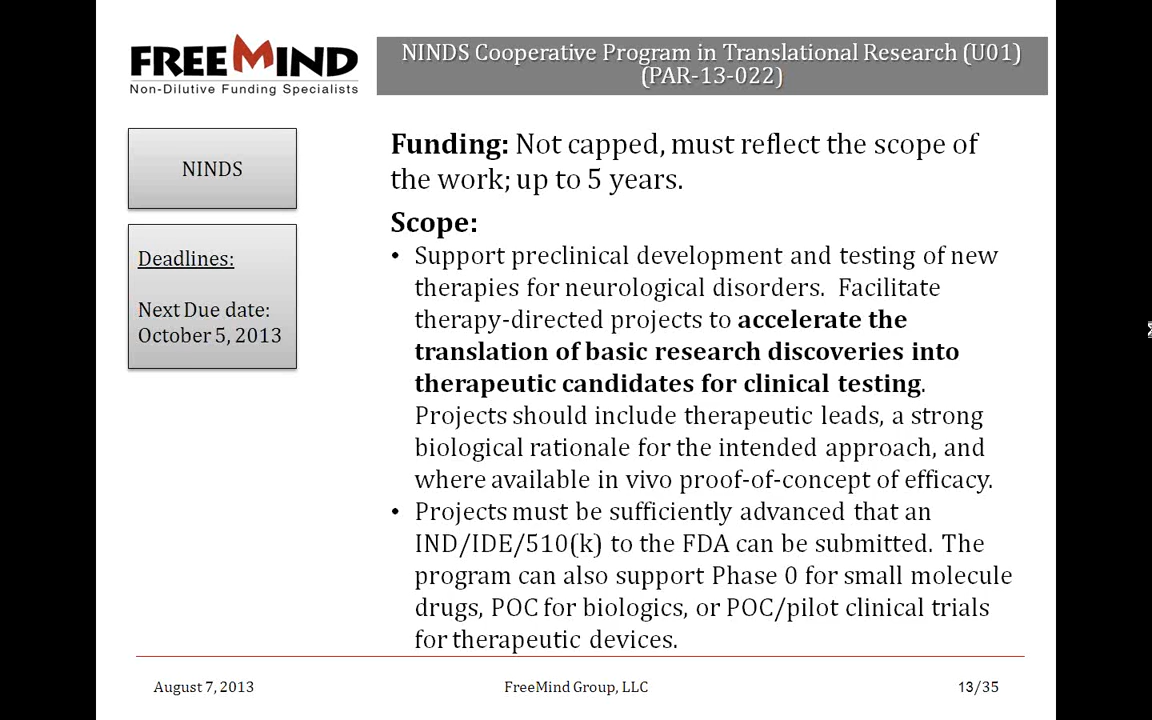 FREEMIND
Non-Dilutive Funding Specialists
NINDS Cooperative Program in Translational Research (U01)
(PAR-13-022)
NINDS
Deadlines:
Next Due date:
October 5, 2013
Funding: Not capped, must reflect the scope of
the work; up to 5 years.
Scope:
• Support preclinical development and testing of new
therapies for neurological disorders. Facilitate
therapy-directed projects to accelerate the
translation of basic research discoveries into
therapeutic candidates for clinical testing.
Projects should include therapeutic leads, a strong
biological rationale for the intended approach, and
where available in vivo proof-of-concept of efficacy.
• Projects must be sufficiently advanced that an
IND/IDE/510(k) to the FDA can be submitted. The
program can also support Phase 0 for small molecule
drugs, POC for biologics, or POC/pilot clinical trials
for therapeutic devices.
August 7, 2013
FreeMind Group, LLC
13/35